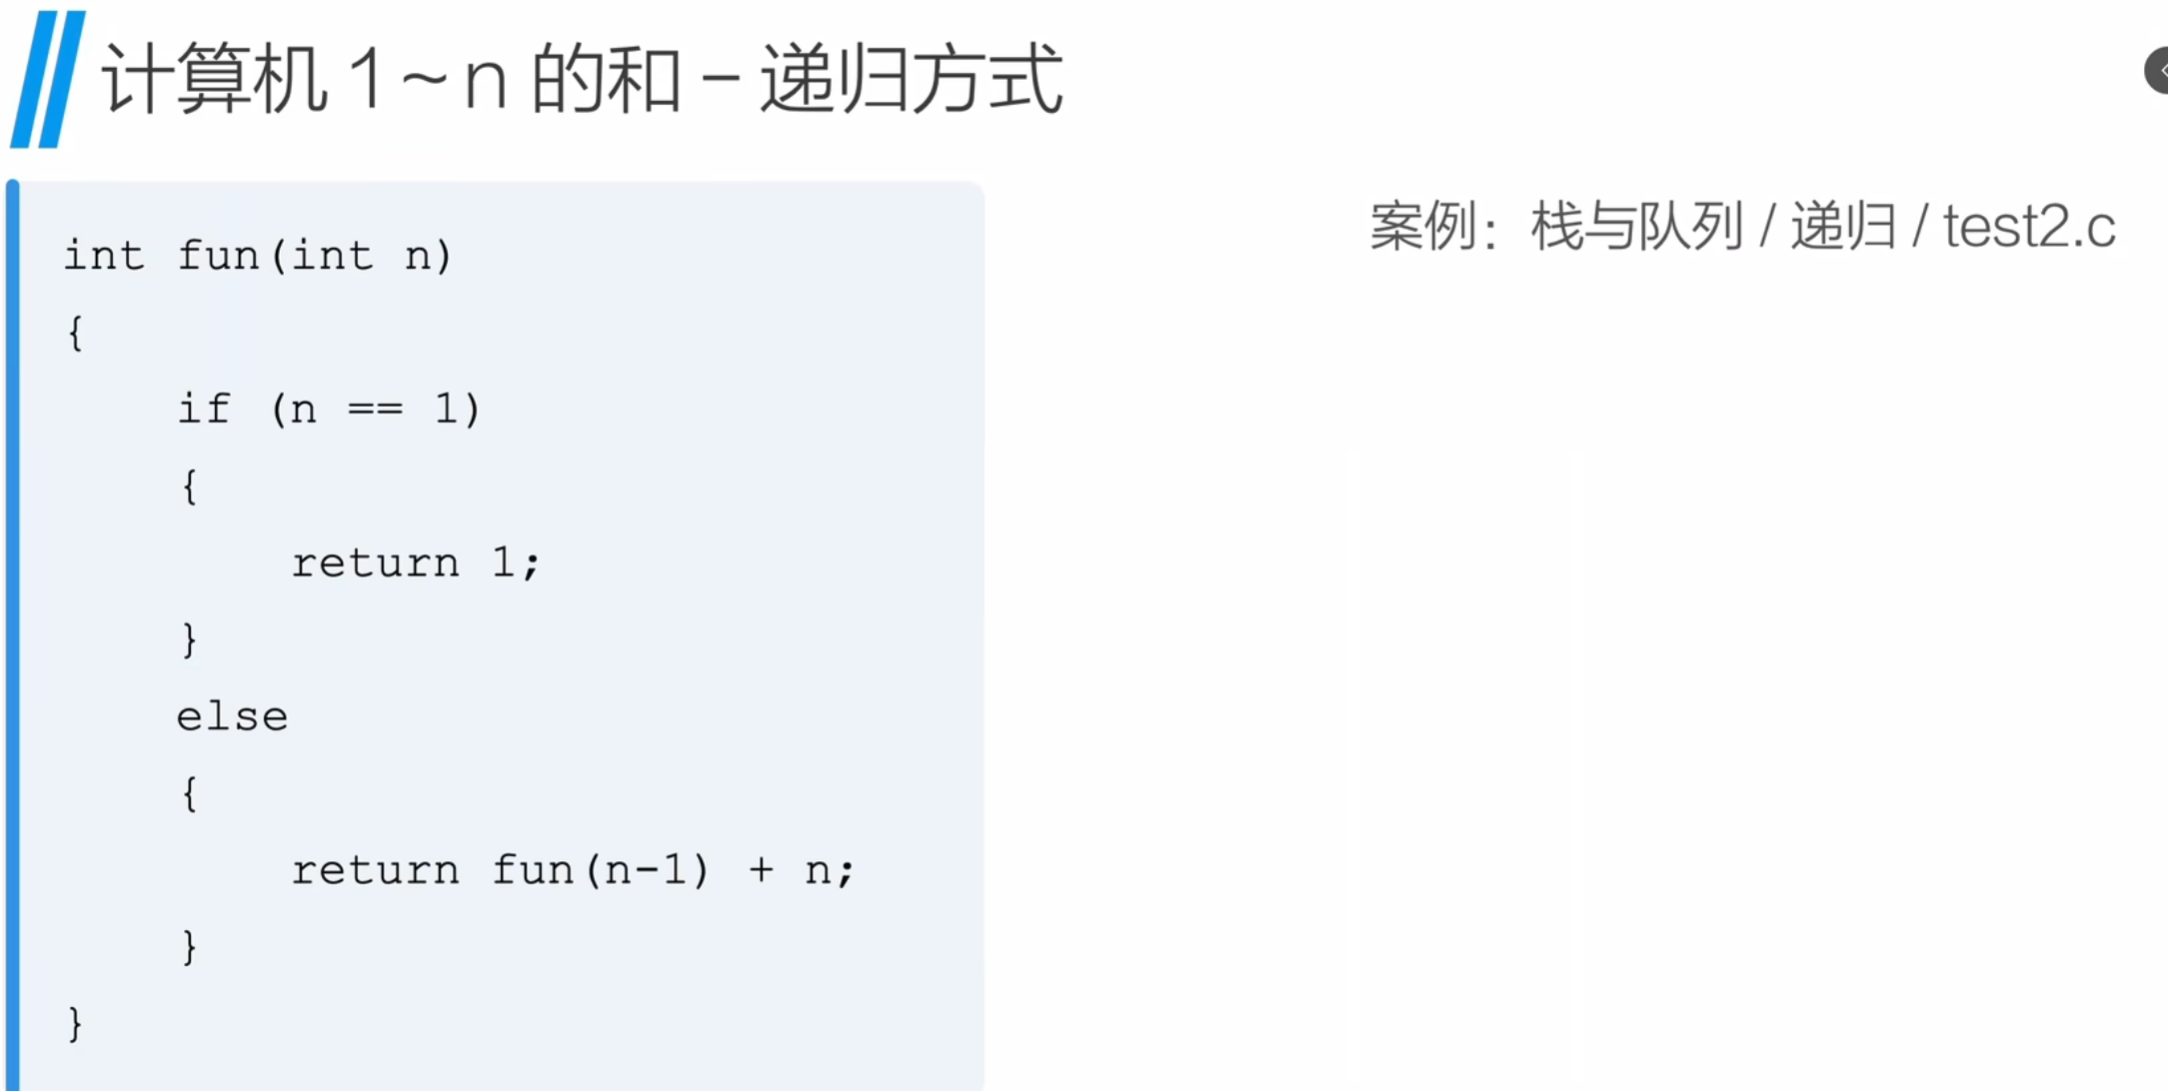 计算机 1 ~ n 的和 – 递归方式
案例：栈与队列 / 递归 / test2.c
int fun(int n)
{
    if (n == 1)
    {
        return 1;
    }
    else
    {
        return fun(n-1) + n;
    }
}